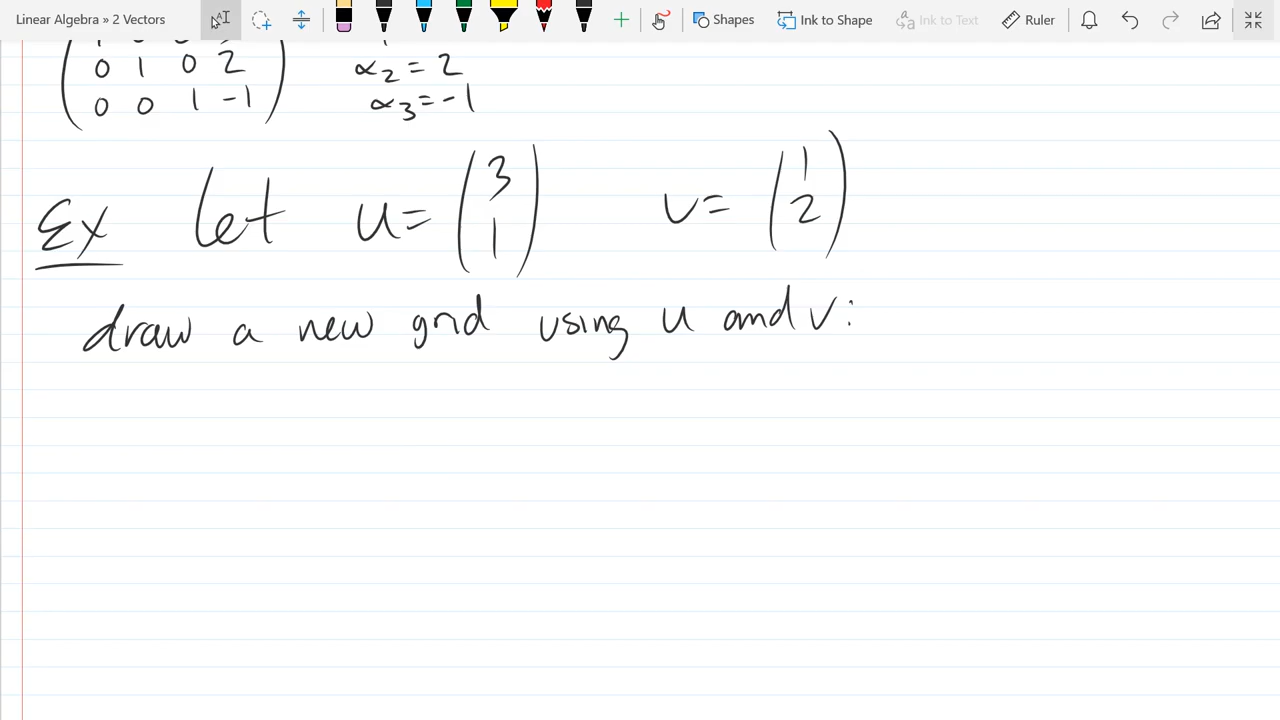 Linear Algebra » 2 Vectors Shapes Ink to Shape Ink to Text Ruler
0 1 0 2 α₂ = 2
0 0 1 -1 α₃ = -1
Ex let u = (3 1) v = (1 2)
draw a new grid using u and v: